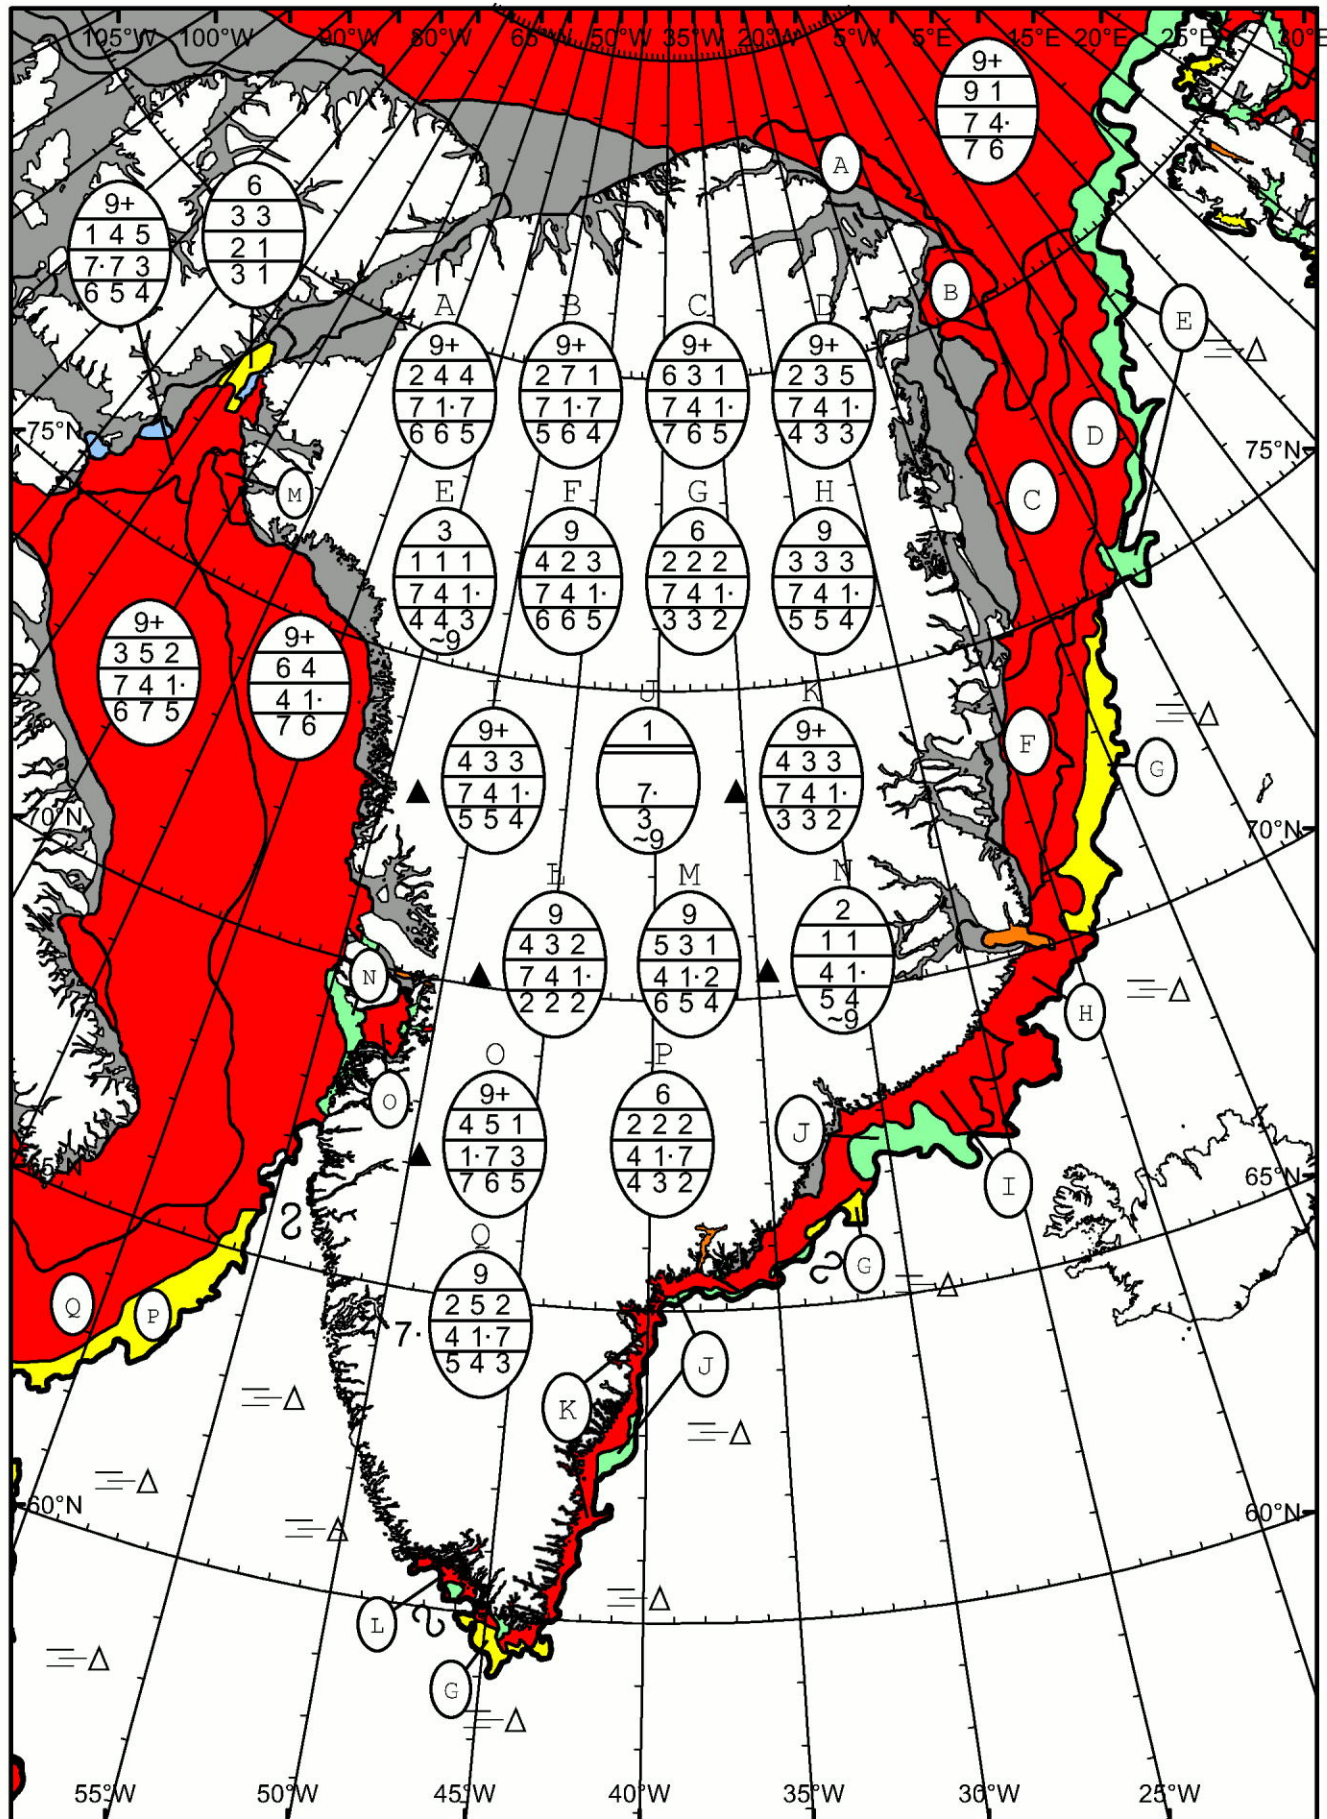 105°W 100°W 90°W 80°W 65°W 50°W 35°W 20°W 5°W 5°E 15°E 20°E 25°E 30°E
9+
9 1
7 4·
7 6
A
6
3 3
2 1
3 1
9+
1 4 5
7·7 3
6 5 4
B
E
A B C D
9+ 9+ 9+ 9+
2 4 4 2 7 1 6 3 1 2 3 5
7 1·7 7 1·7 7 4 1· 7 4 1·
6 6 5 5 6 4 7 6 5 4 3 3
75°N D 75°N
M C
E F G H
3 9 6 9
1 1 1 4 2 3 2 2 2 3 3 3
7 4 1· 7 4 1· 7 4 1· 7 4 1·
4 4 3 6 6 5 3 3 2 5 5 4
~9
9+ 9+
3 5 2 6 4
7 4 1· 4 1·
6 7 5 7 6
I J K
9+ 1 9+
4 3 3 4 3 3
7 4 1· 7· 7 4 1·
5 5 4 3 3 3 2
~9
F G
70°N 70°N
L M N
9 9 2
4 3 2 5 3 1 1 1
7 4 1· 4 1·2 4 1·
2 2 2 6 5 4 5 4
~9
N
H
O P
9+ 6
4 5 1 2 2 2
1·7 3 4 1·7
7 6 5 4 3 2
O J
65°N I 65°N
Q
9
2 5 2
7· 4 1·7
5 4 3
G
Q P
J
K
60°N 60°N
L
G
55°W 50°W 45°W 40°W 35°W 30°W 25°W